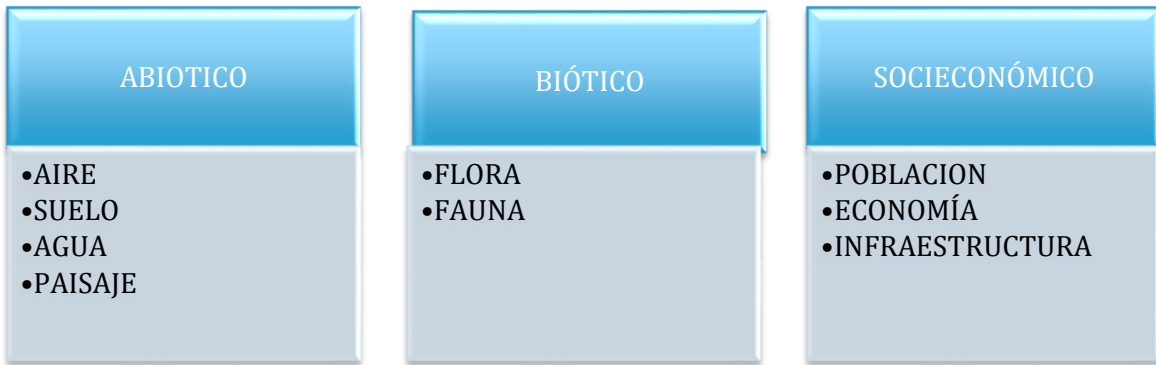 ABIOTICO
•AIRE
•SUELO
•AGUA
•PAISAJE
BIÓTICO
•FLORA
•FAUNA
SOCIECONÓMICO
•POBLACION
•ECONOMÍA
•INFRAESTRUCTURA